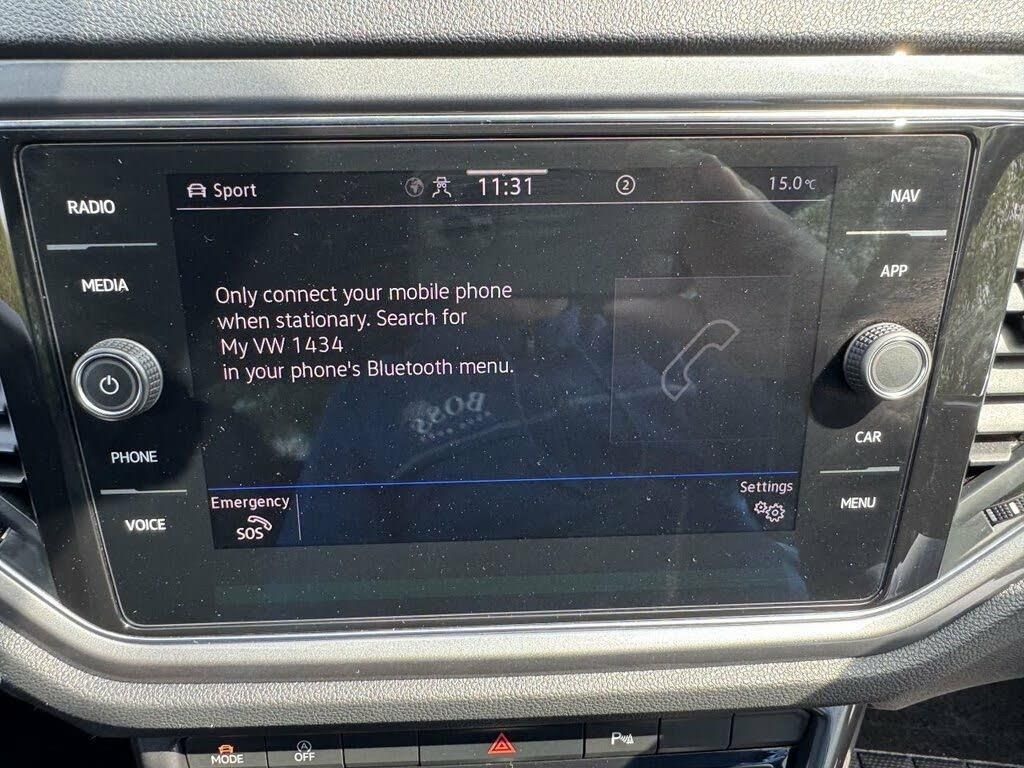 Sport 11:31 2 15.0°C
RADIO
MEDIA
PHONE
VOICE
Only connect your mobile phone
when stationary. Search for
My VW 1434
in your phone's Bluetooth menu.
BOSS
Emergency
SOS
Settings
NAV
APP
CAR
MENU
MODE
A
OFF
P